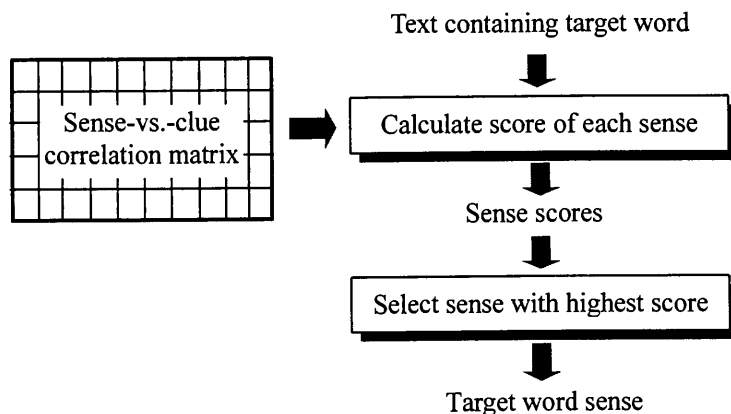 Text containing target word
Sense-vs.-clue
correlation matrix
Calculate score of each sense
Sense scores
Select sense with highest score
Target word sense